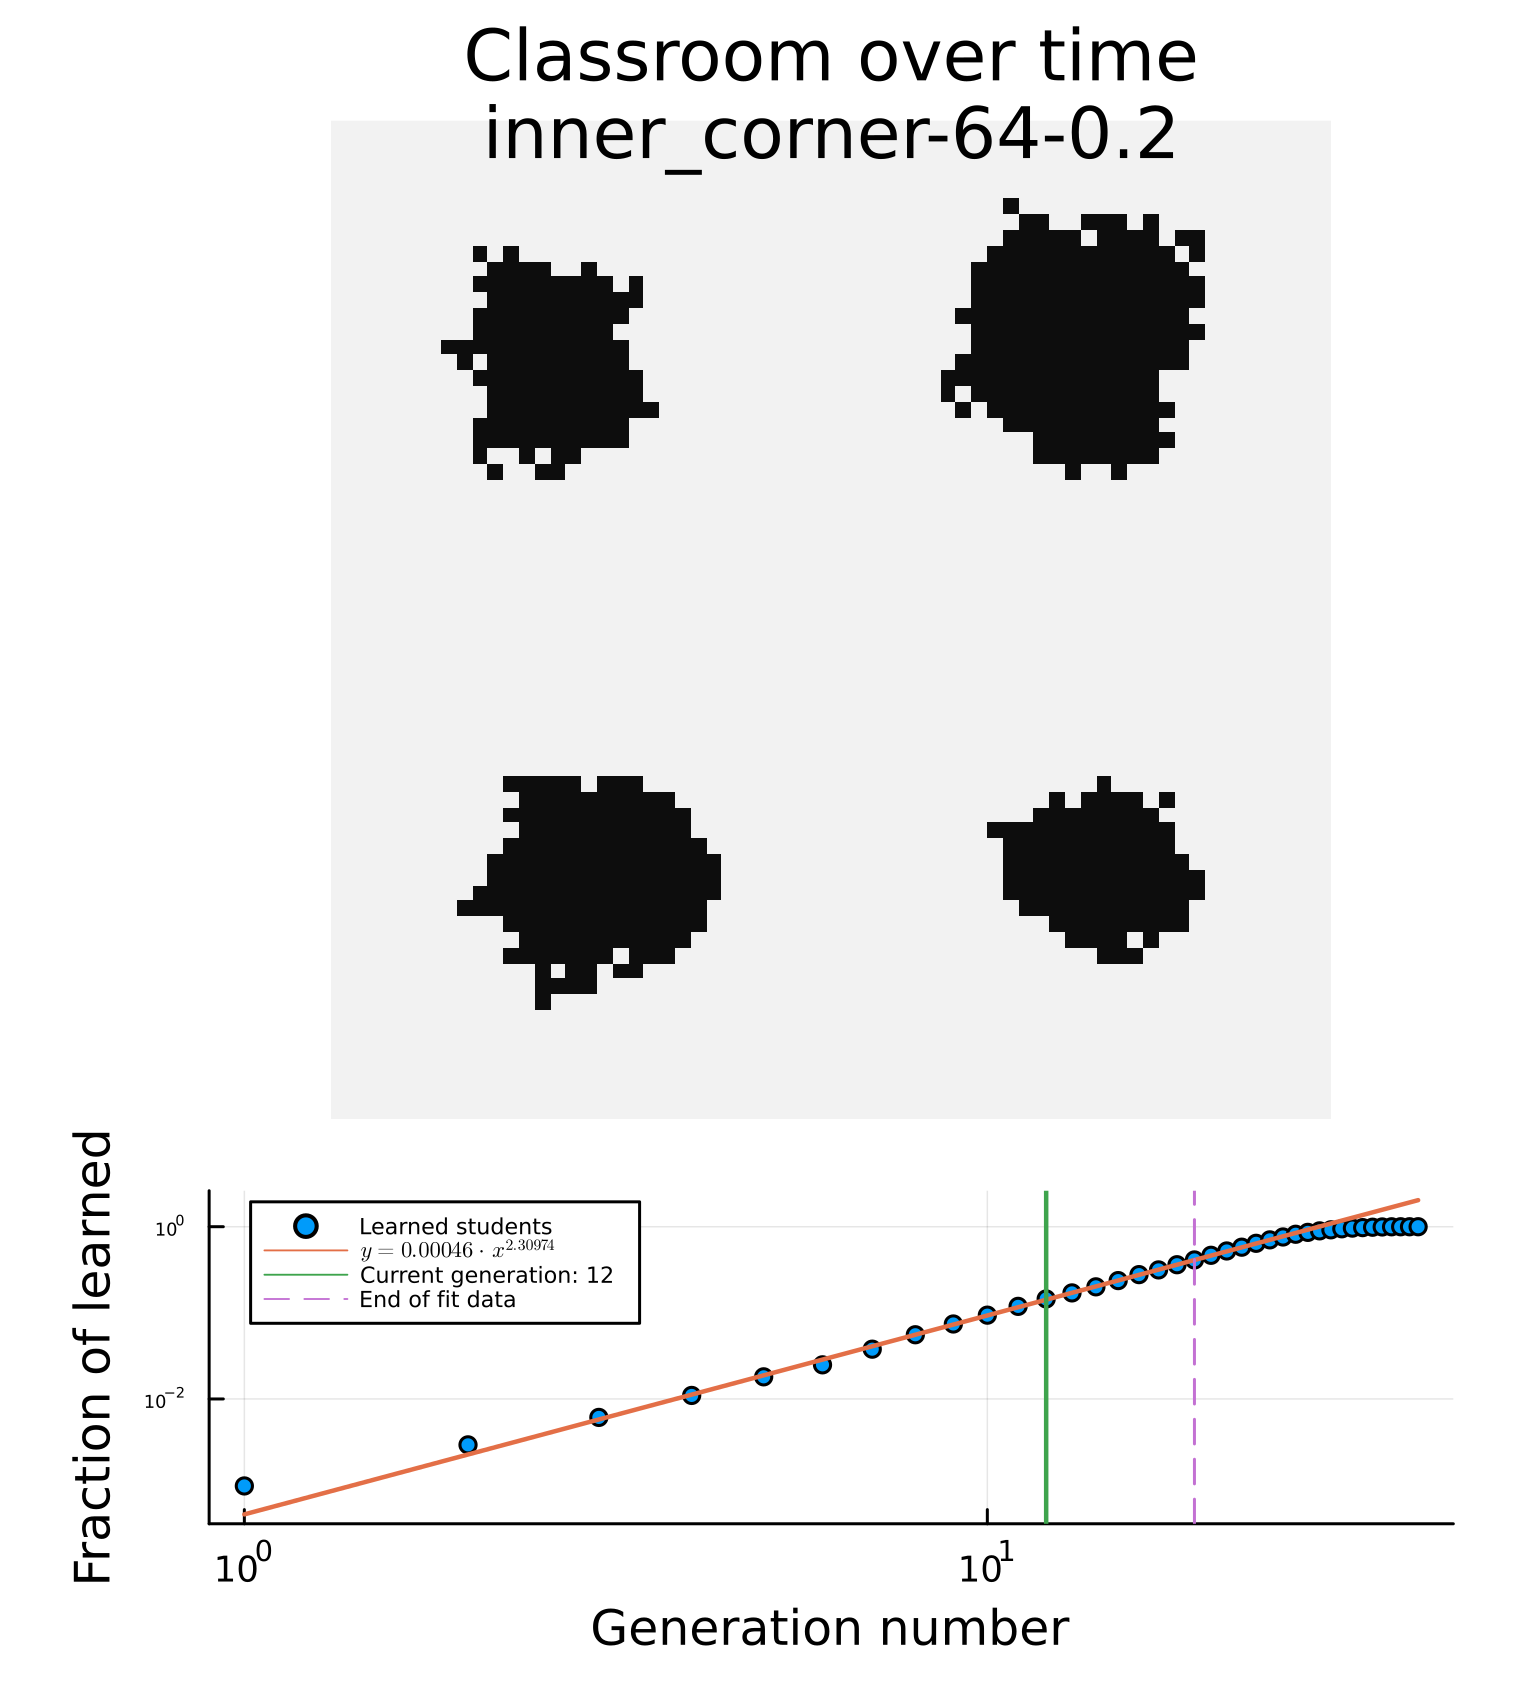 Classroom over time
inner_corner-64-0.2
Fraction of learned
10⁰
10⁻²
Learned students
y = 0.00046 · x^2.30974
Current generation: 12
End of fit data
10⁰
10¹
Generation number